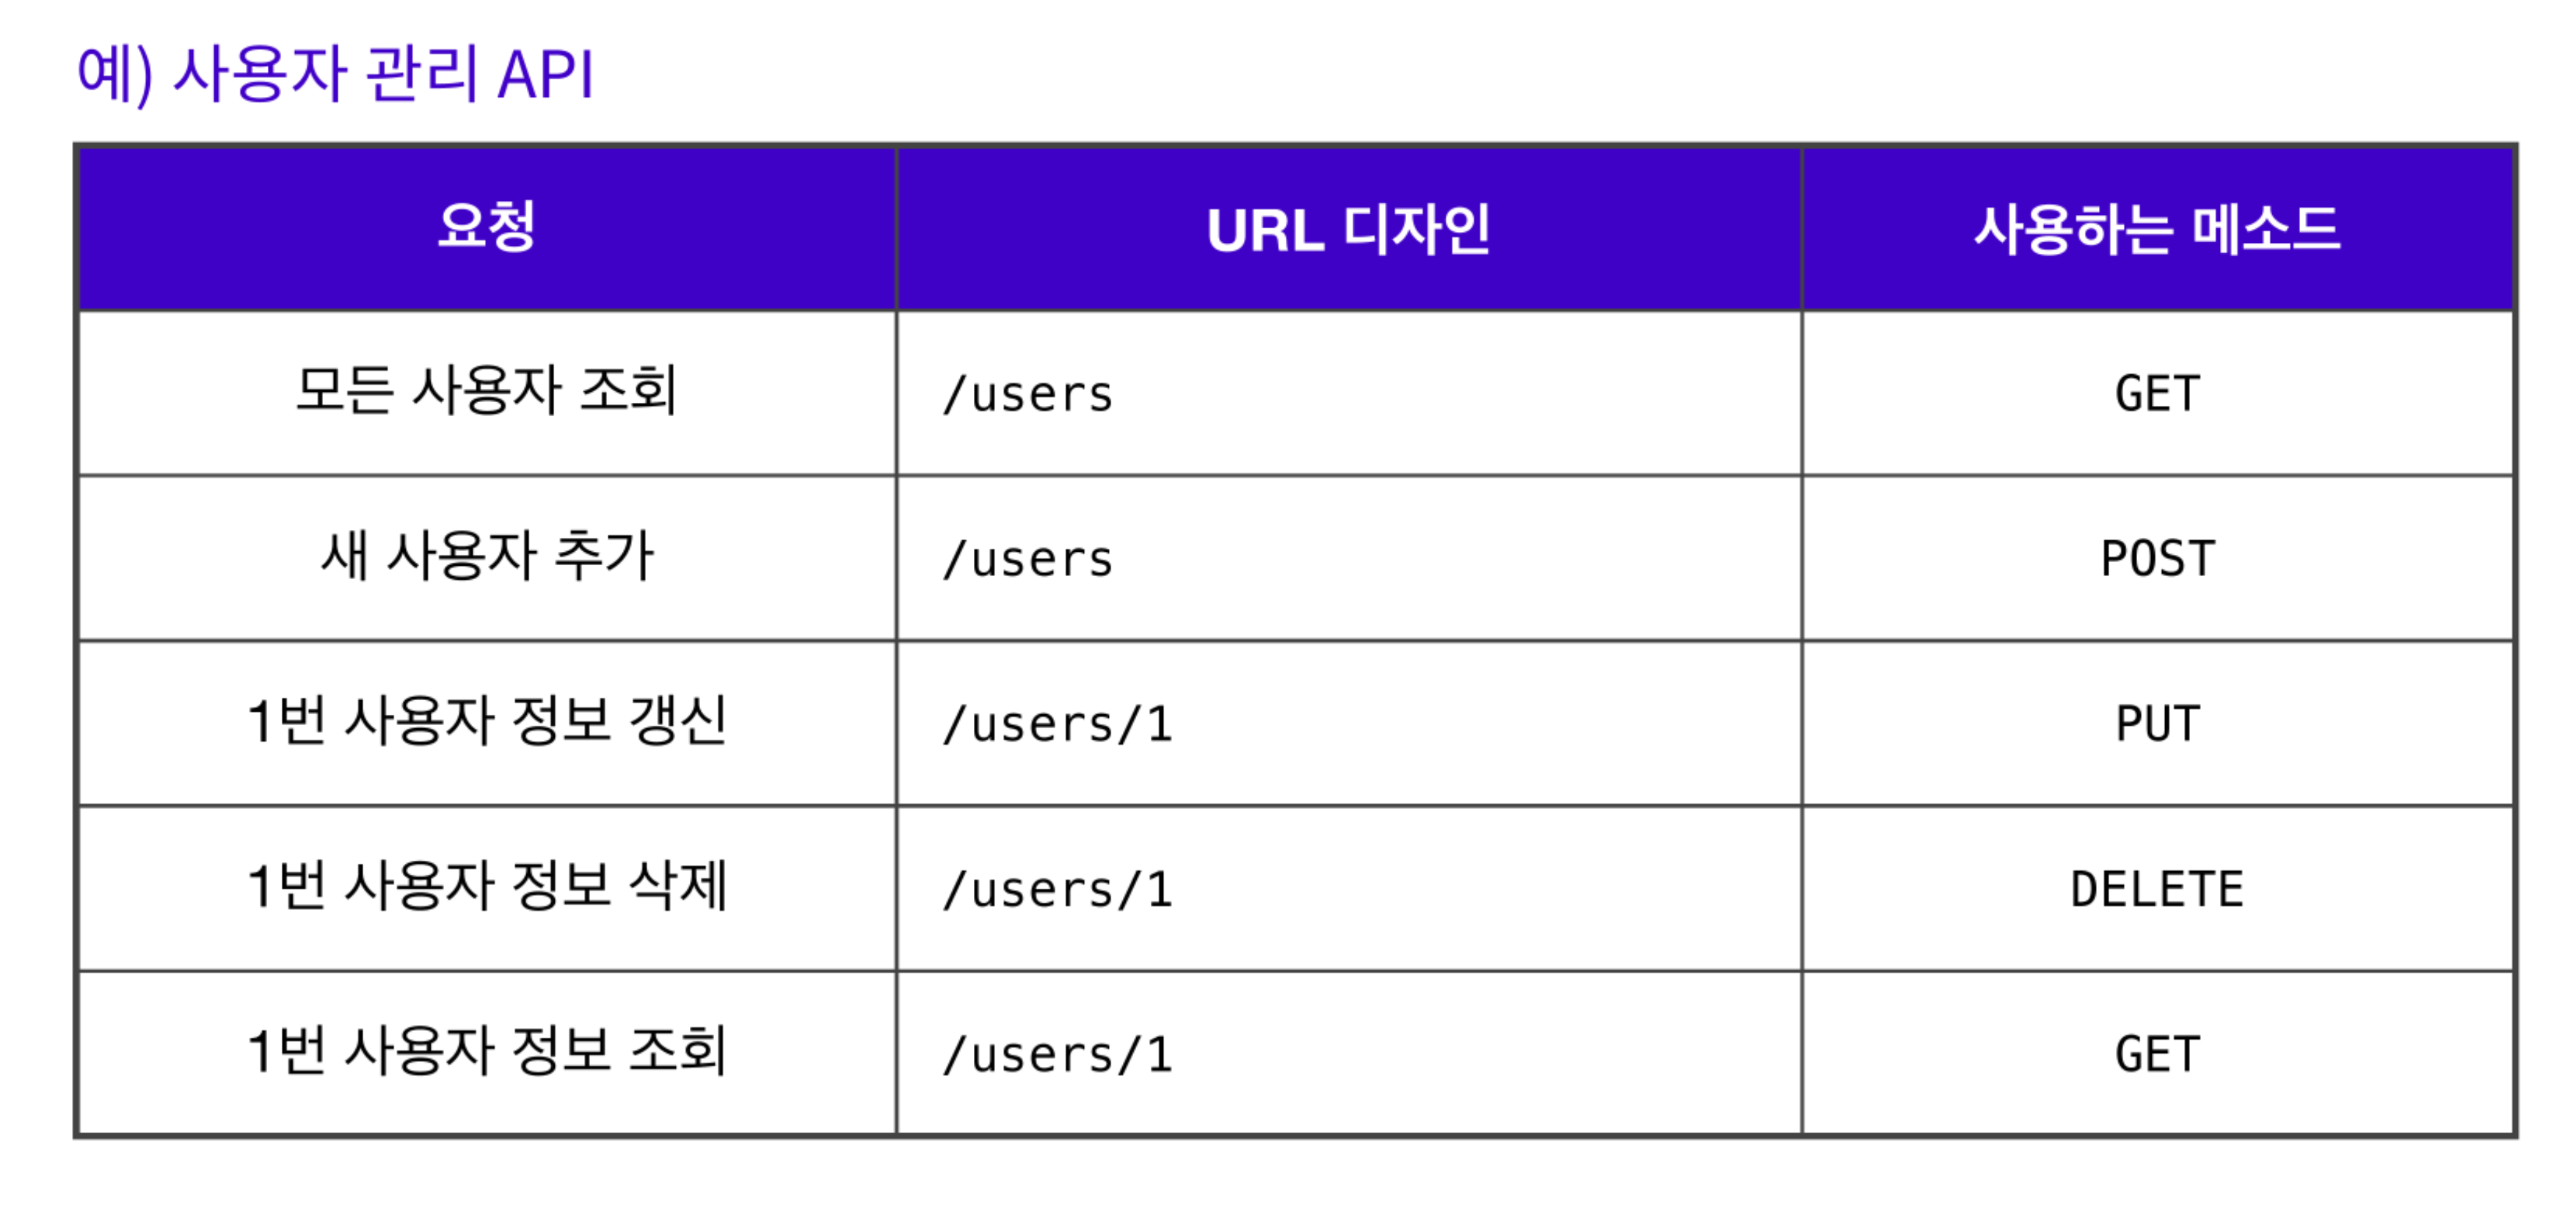 예) 사용자 관리 API
요청 URL 디자인 사용하는 메소드
모든 사용자 조회 /users GET
새 사용자 추가 /users POST
1번 사용자 정보 갱신 /users/1 PUT
1번 사용자 정보 삭제 /users/1 DELETE
1번 사용자 정보 조회 /users/1 GET